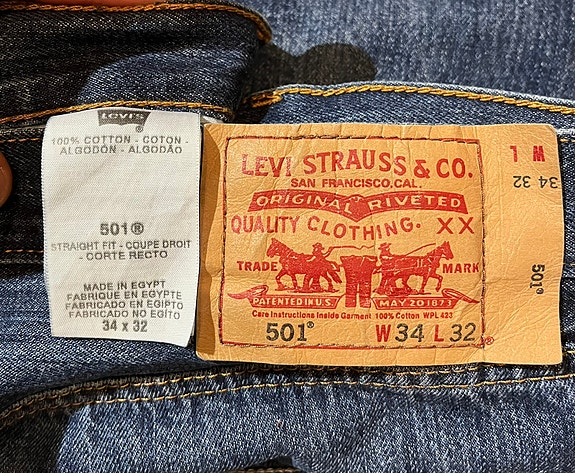 Levi's
100% COTTON - COTON -
ALGODÓN - ALGODÃO
501®
STRAIGHT FIT - COUPE DROIT
- CORTE RECTO
MADE IN EGYPT
FABRIQUE EN EGYPTE
FABRICADO EN EGIPTO
FABRICADO NO EGITO
34 x 32
LEVI STRAUSS & CO.
SAN FRANCISCO, CAL.
ORIGINAL RIVETED
QUALITY CLOTHING. XX
TRADE MARK
PATENTED IN U.S. MAY 20 1873
Care Instructions Inside Garment 100% Cotton WPL 423
501® W 34 L 32
W L
34 32
501®